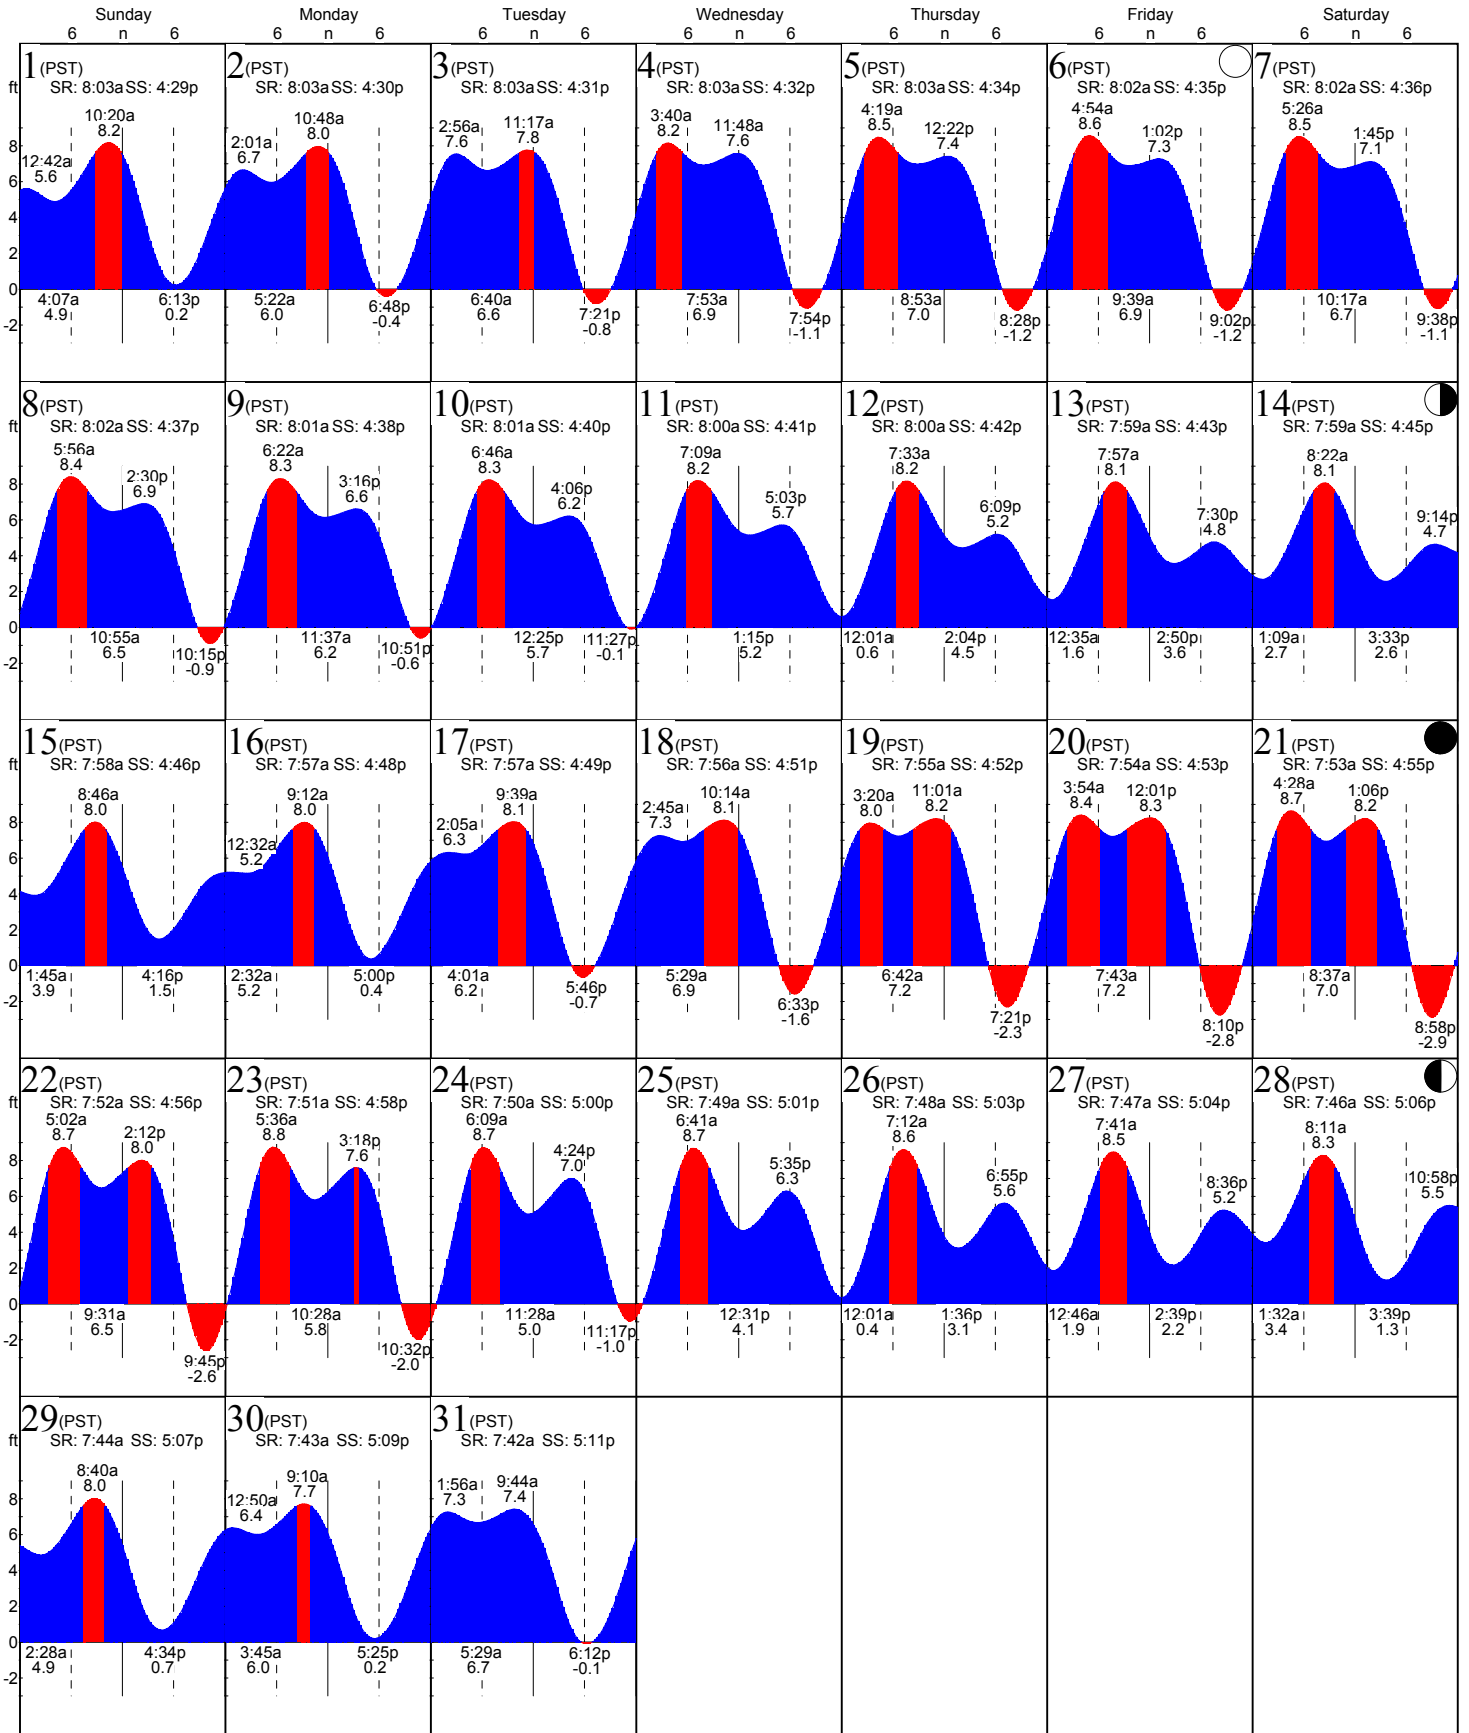 Sunday Monday Tuesday Wednesday Thursday Friday Saturday
6 n 6 6 n 6 6 n 6 6 n 6 6 n 6 6 n 6 6 n 6
1(PST) 2(PST) 3(PST) 4(PST) 5(PST) 6(PST) 7(PST)
ft SR: 8:03a SS: 4:29p SR: 8:03a SS: 4:30p SR: 8:03a SS: 4:31p SR: 8:03a SS: 4:32p SR: 8:03a SS: 4:34p SR: 8:02a SS: 4:35p SR: 8:02a SS: 4:36p
12:42a 10:20a 2:01a 10:48a 2:56a 11:17a 3:40a 11:48a 4:19a 12:22p 4:54a 1:02p 5:26a 1:45p
5.6 8.2 6.7 8.0 7.6 7.8 8.2 7.6 8.5 7.4 8.6 7.3 8.5 7.1
8
6
4
2
0
-2
4:07a 6:13p 5:22a 6:48p 6:40a 7:21p 7:53a 7:54p 8:53a 8:28p 9:39a 9:02p 10:17a 9:38p
4.9 0.2 6.0 -0.4 6.6 -0.8 6.9 -1.1 7.0 -1.2 6.9 -1.2 6.7 -1.1
8(PST) 9(PST) 10(PST) 11(PST) 12(PST) 13(PST) 14(PST)
ft SR: 8:02a SS: 4:37p SR: 8:01a SS: 4:38p SR: 8:01a SS: 4:40p SR: 8:00a SS: 4:41p SR: 8:00a SS: 4:42p SR: 7:59a SS: 4:43p SR: 7:59a SS: 4:45p
5:56a 2:30p 6:22a 3:16p 6:46a 4:06p 7:09a 5:03p 7:33a 6:09p 7:57a 7:30p 8:22a 9:14p
8.4 6.9 8.3 6.6 8.3 6.2 8.2 5.7 8.2 5.2 8.1 4.8 8.1 4.7
8
6
4
2
0
-2
10:55a 10:15p 11:37a 10:51p 12:25p 11:27p 1:15p 12:01a 2:04p 12:35a 2:50p 1:09a 3:33p
6.5 -0.9 6.2 -0.6 5.7 -0.1 5.2 0.6 4.5 1.6 3.6 2.7 2.6
15(PST) 16(PST) 17(PST) 18(PST) 19(PST) 20(PST) 21(PST)
ft SR: 7:58a SS: 4:46p SR: 7:57a SS: 4:48p SR: 7:57a SS: 4:49p SR: 7:56a SS: 4:51p SR: 7:55a SS: 4:52p SR: 7:54a SS: 4:53p SR: 7:53a SS: 4:55p
8:46a 12:32a 9:12a 2:05a 9:39a 2:45a 10:14a 3:20a 11:01a 3:54a 12:01p 4:28a 1:06p
8.0 5.2 8.0 6.3 8.1 7.3 8.1 8.0 8.2 8.4 8.3 8.7 8.2
8
6
4
2
0
-2
1:45a 4:16p 2:32a 5:00p 4:01a 5:46p 5:29a 6:33p 6:42a 7:21p 7:43a 8:10p 8:37a 8:58p
3.9 1.5 5.2 0.4 6.2 -0.7 6.9 -1.6 7.2 -2.3 7.2 -2.8 7.0 -2.9
22(PST) 23(PST) 24(PST) 25(PST) 26(PST) 27(PST) 28(PST)
ft SR: 7:52a SS: 4:56p SR: 7:51a SS: 4:58p SR: 7:50a SS: 5:00p SR: 7:49a SS: 5:01p SR: 7:48a SS: 5:03p SR: 7:47a SS: 5:04p SR: 7:46a SS: 5:06p
5:02a 2:12p 5:36a 3:18p 6:09a 4:24p 6:41a 5:35p 7:12a 6:55p 7:41a 8:36p 8:11a 10:58p
8.7 8.0 8.8 7.6 8.7 7.0 8.7 6.3 8.6 5.6 8.5 5.2 8.3 5.5
8
6
4
2
0
-2
9:31a 9:45p 10:28a 10:32p 11:28a 11:17p 12:31p 12:01a 1:36p 12:46a 2:39p 1:32a 3:39p
6.5 -2.6 5.8 -2.0 5.0 -1.0 4.1 0.4 3.1 1.9 2.2 3.4 1.3
29(PST) 30(PST) 31(PST)
ft SR: 7:44a SS: 5:07p SR: 7:43a SS: 5:09p SR: 7:42a SS: 5:11p
8:40a 12:50a 9:10a 1:56a 9:44a
8.0 6.4 7.7 7.3 7.4
8
6
4
2
0
-2
2:28a 4:34p 3:45a 5:25p 5:29a 6:12p
4.9 0.7 6.0 0.2 6.7 -0.1